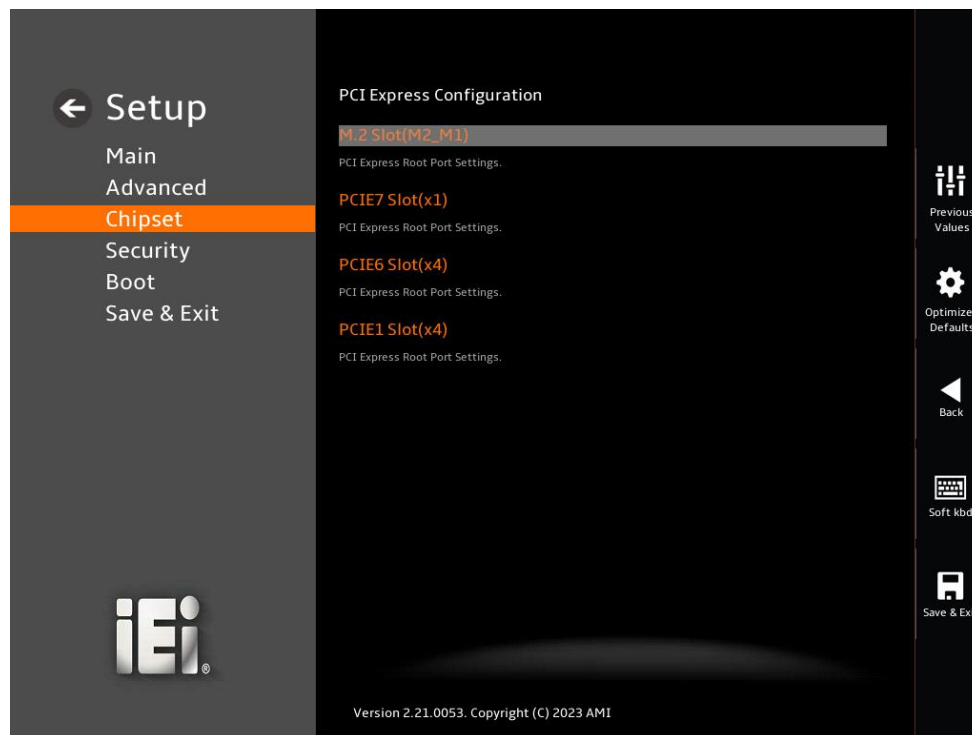 Setup
Main
Advanced
Chipset
Security
Boot
Save & Exit
iEi®
PCI Express Configuration
M.2 Slot(M2_M1)
PCI Express Root Port Settings.
PCIE7 Slot(x1)
PCI Express Root Port Settings.
PCIE6 Slot(x4)
PCI Express Root Port Settings.
PCIE1 Slot(x4)
PCI Express Root Port Settings.
Version 2.21.0053. Copyright (C) 2023 AMI
Previous
Values
Optimize
Defaults
Back
Soft kbd
Save & Ex